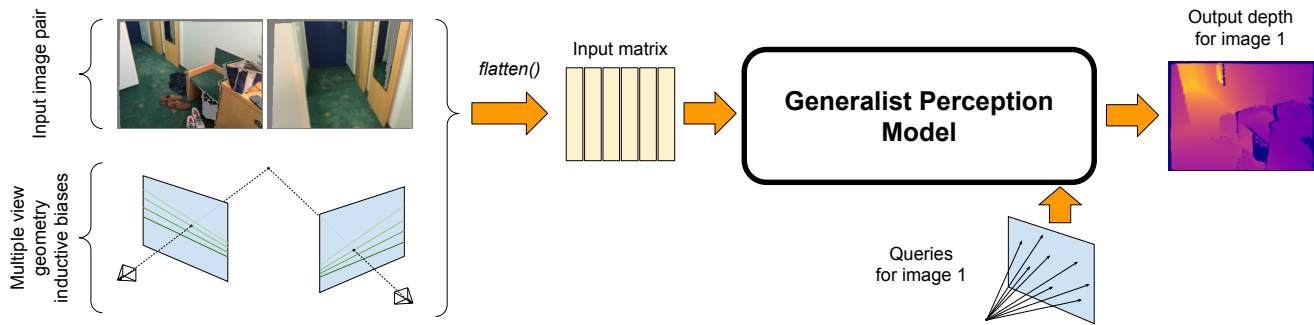 Input image pair
Multiple view
geometry
inductive biases
flatten()
Input matrix
Generalist Perception
Model
Queries
for image 1
Output depth
for image 1